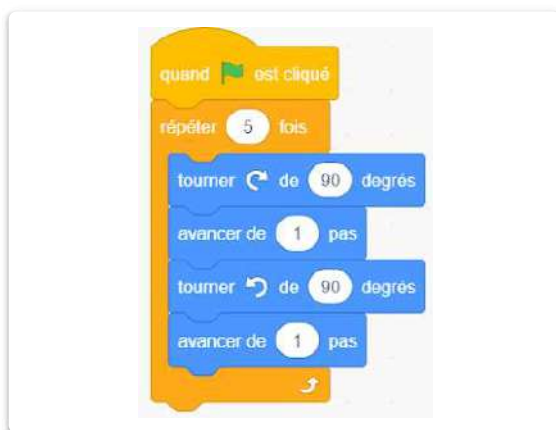 quand est cliqué
répéter 5 fois
tourner de 90 degrés
avancer de 1 pas
tourner de 90 degrés
avancer de 1 pas